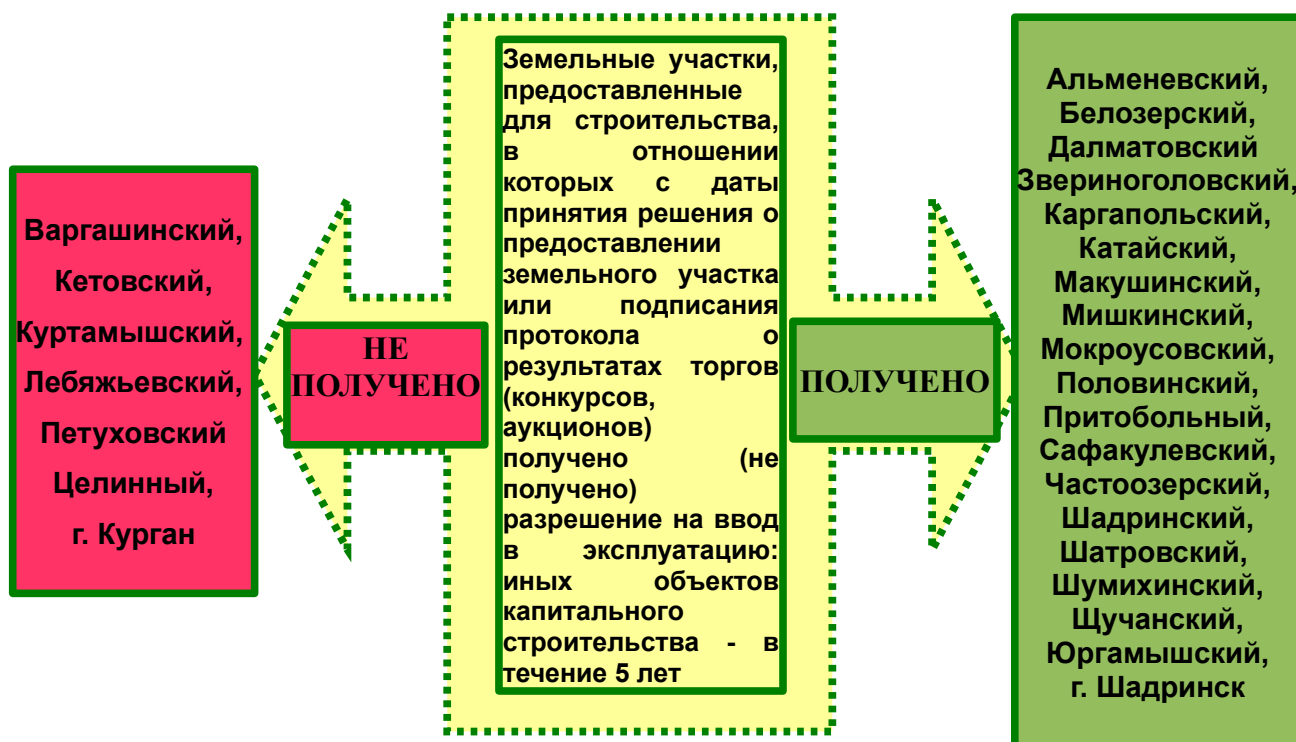 Варгашинский,
Кетовский,
Куртамышский,
Лебяжьевский,
Петуховский
Целинный,
г. Курган
НЕ
ПОЛУЧЕНО
Земельные участки,
предоставленные
для строительства,
в отношении
которых с даты
принятия решения о
предоставлении
земельного участка
или подписания
протокола о
результатах торгов
(конкурсов,
аукционов)
получено (не
получено)
разрешение на ввод
в эксплуатацию:
иных объектов
капитального
строительства - в
течение 5 лет
ПОЛУЧЕНО
Альменевский,
Белозерский,
Далматовский
Звериноголовский,
Каргапольский,
Катайский,
Макушинский,
Мишкинский,
Мокроусовский,
Половинский,
Притобольный,
Сафакулевский,
Частоозерский,
Шадринский,
Шатровский,
Шумихинский,
Щучанский,
Юргамышский,
г. Шадринск